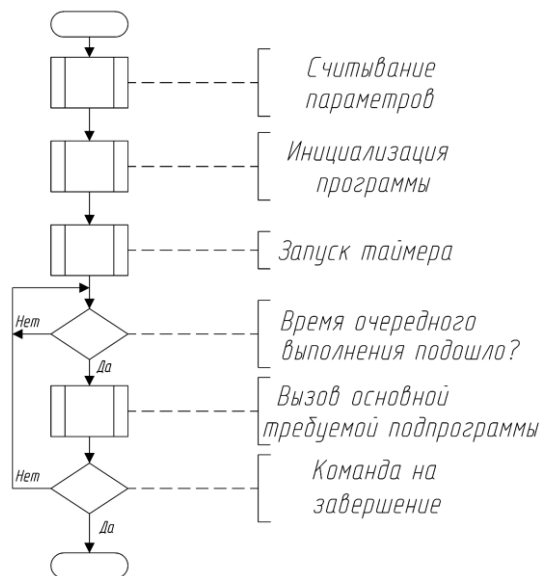 Считывание
параметров
Инициализация
программы
Запуск таймера
Нет
Время очередного
выполнения подошло?
Да
Вызов основной
требуемой подпрограммы
Нет
Команда на
завершение
Да